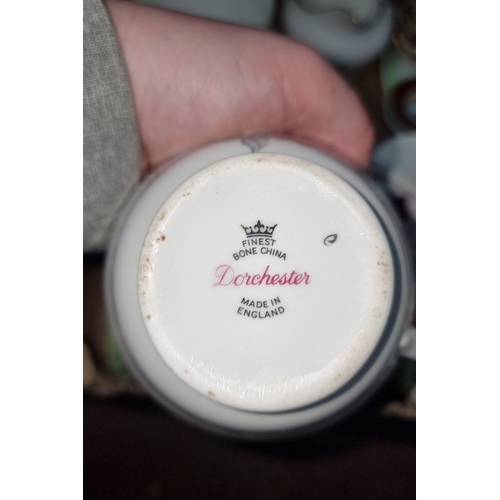 FINEST
BONE CHINA
Dorchester
MADE IN
ENGLAND